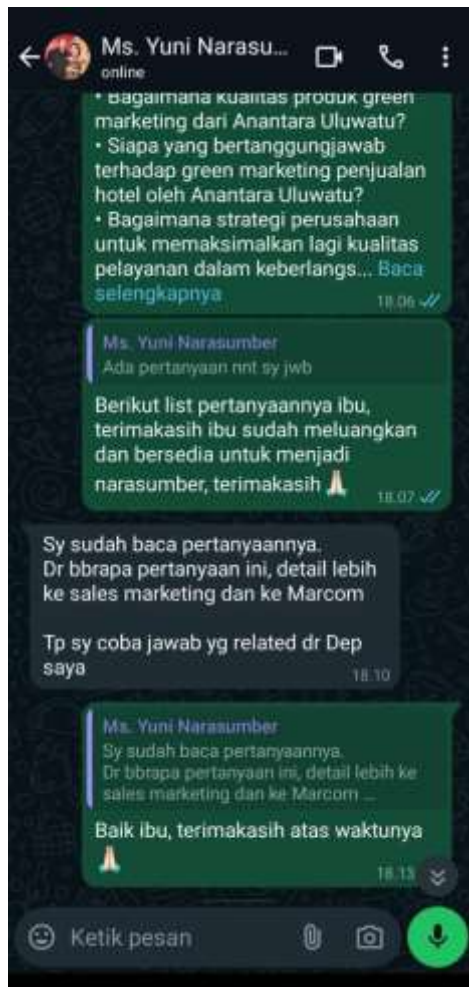 Ms. Yuni Narasu...
online
• Bagaimana kualitas produk green
marketing dari Anantara Uluwatu?
• Siapa yang bertanggungjawab
terhadap green marketing penjualan
hotel oleh Anantara Uluwatu?
• Bagaimana strategi perusahaan
untuk memaksimalkan lagi kualitas
pelayanan dalam keberlangs... Baca
selengkapnya
18.06
Ms. Yuni Narasumber
Ada pertanyaan nnt sy jwb
Berikut list pertanyaannya ibu,
terimakasih ibu sudah meluangkan
dan bersedia untuk menjadi
narasumber, terimakasih 🙏🏻
18.07
Sy sudah baca pertanyaannya.
Dr bbrapa pertanyaan ini, detail lebih
ke sales marketing dan ke Marcom
Tp sy coba jawab yg related dr Dep
saya
18.10
Ms. Yuni Narasumber
Sy sudah baca pertanyaannya.
Dr bbrapa pertanyaan ini, detail lebih ke
sales marketing dan ke Marcom ...
Baik ibu, terimakasih atas waktunya
🙏🏻
18.13
Ketik pesan